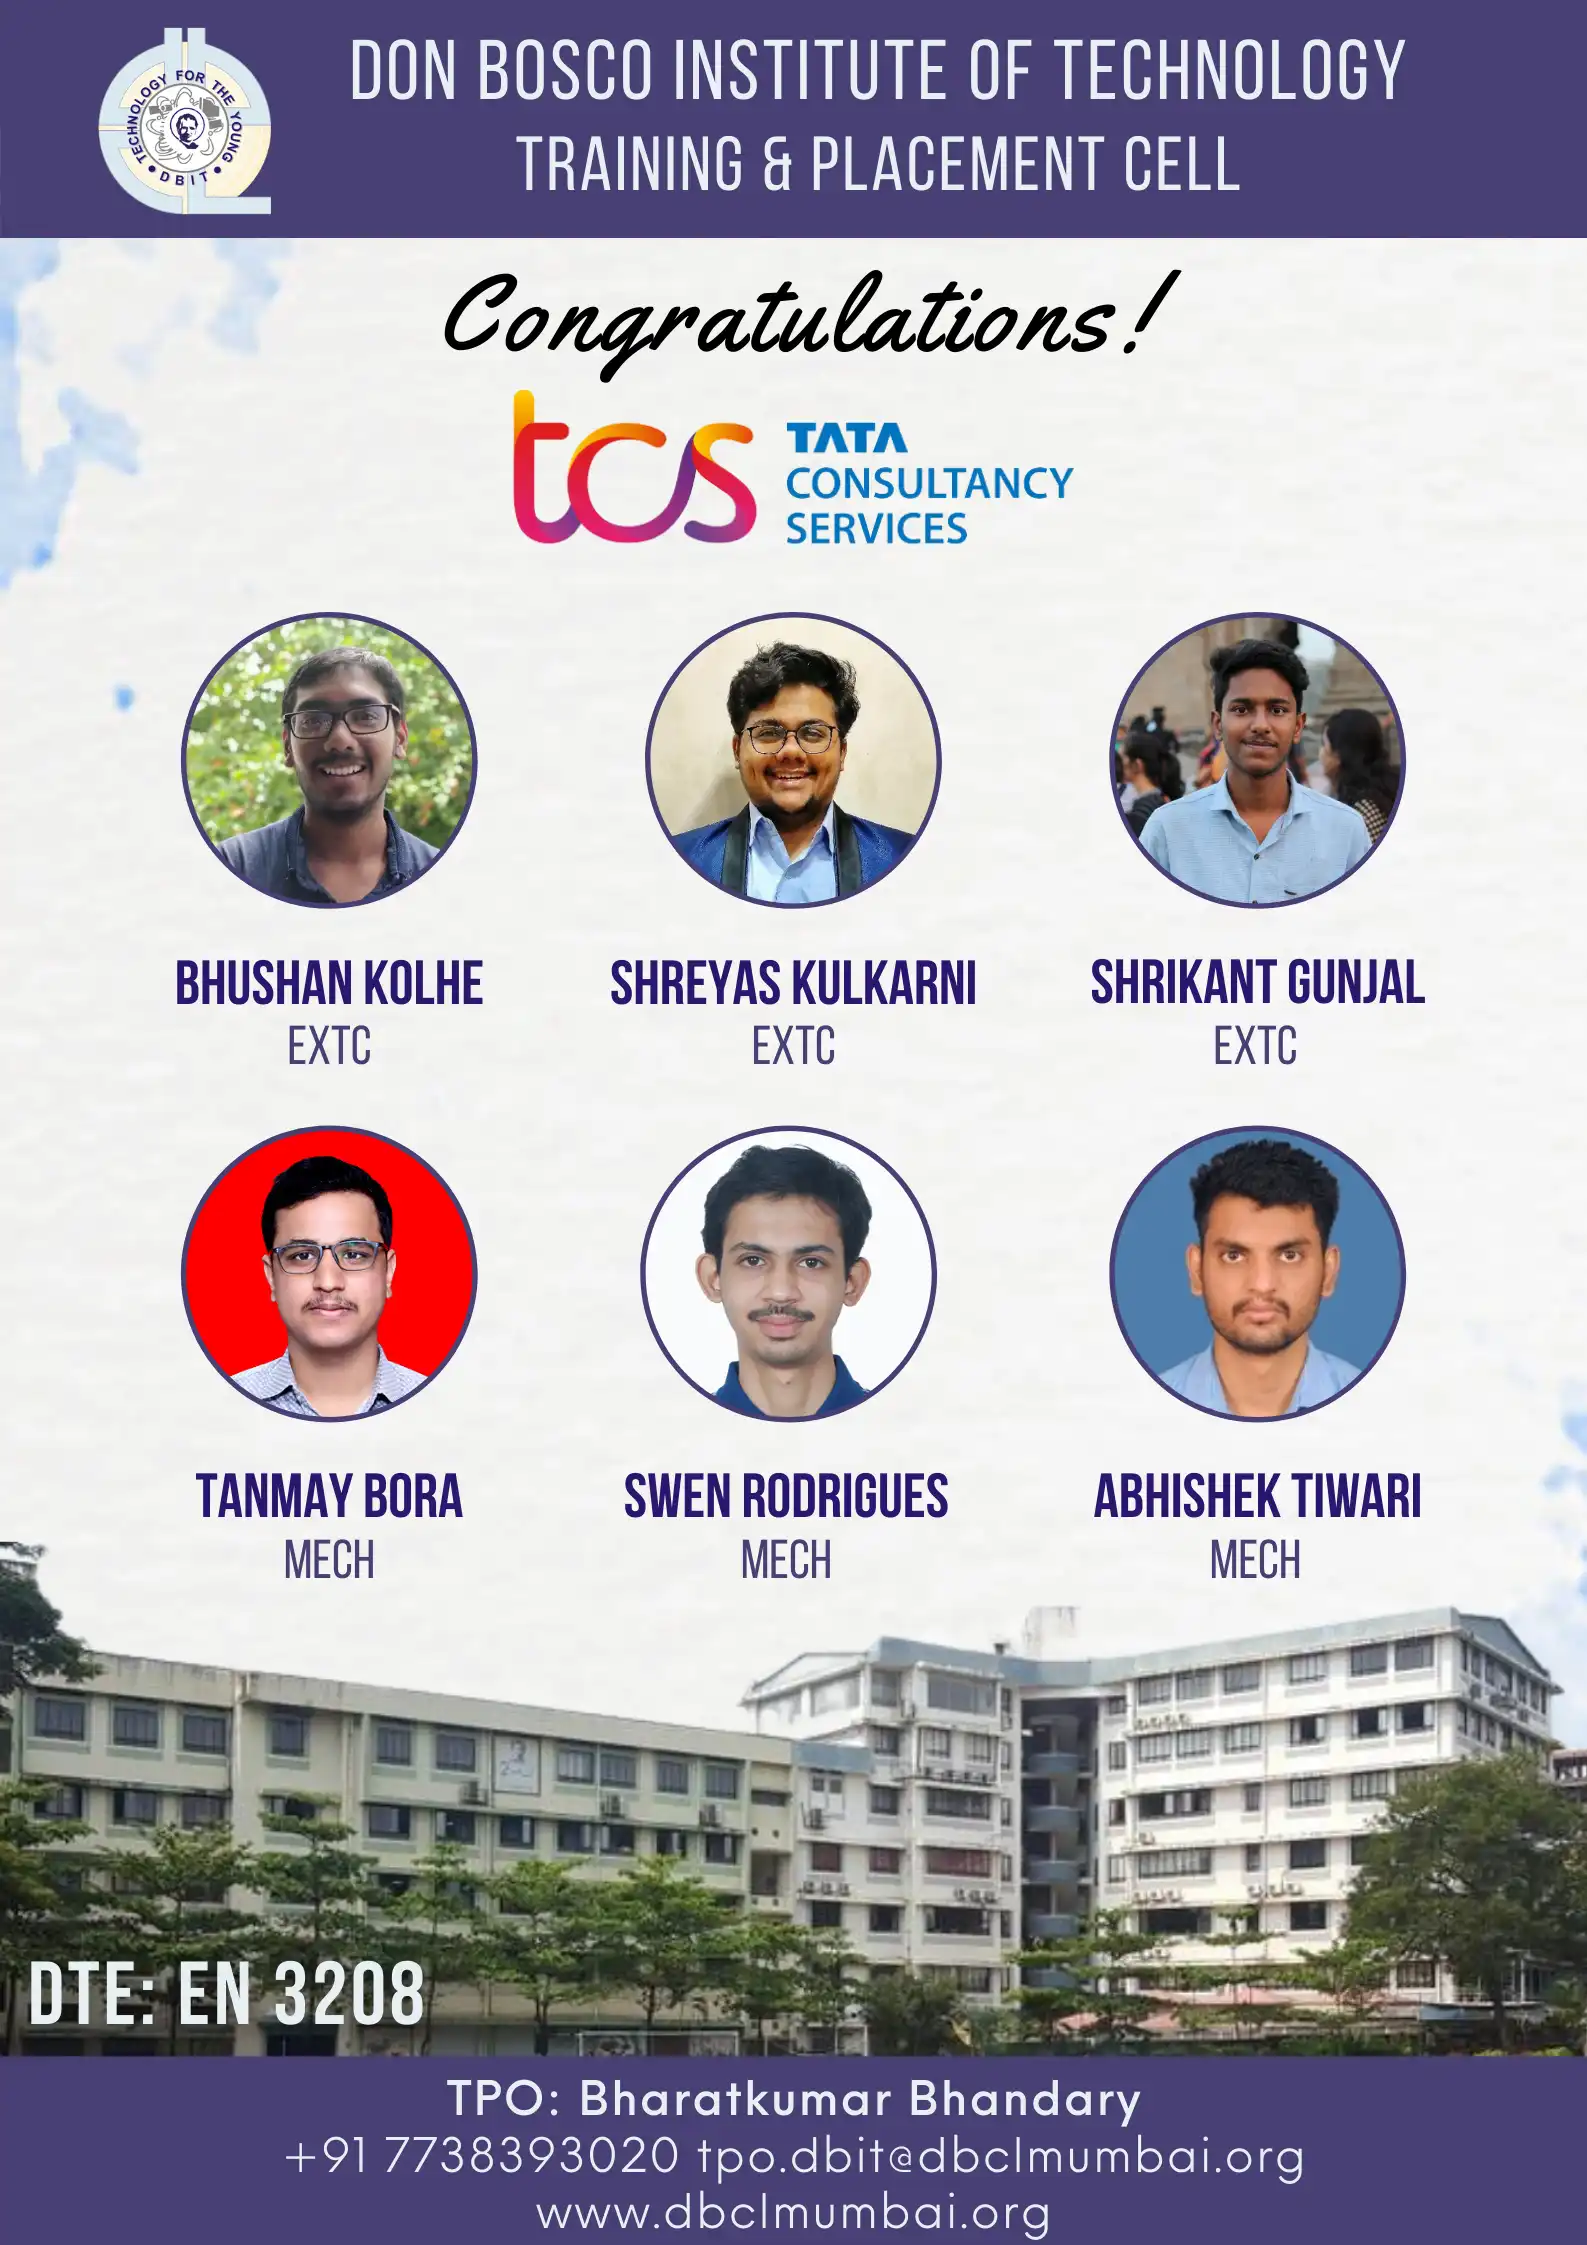 DON BOSCO INSTITUTE OF TECHNOLOGY
TRAINING & PLACEMENT CELL
TECHNOLOGY FOR THE YOUNG
• DBIT •
Congratulations!
tcs
TATA
CONSULTANCY
SERVICES
BHUSHAN KOLHE
EXTC
SHREYAS KULKARNI
EXTC
SHRIKANT GUNJAL
EXTC
TANMAY BORA
MECH
SWEN RODRIGUES
MECH
ABHISHEK TIWARI
MECH
DTE: EN 3208
TPO: Bharatkumar Bhandary
+91 7738393020 tpo.dbit@dbclmumbai.org
www.dbclmumbai.org